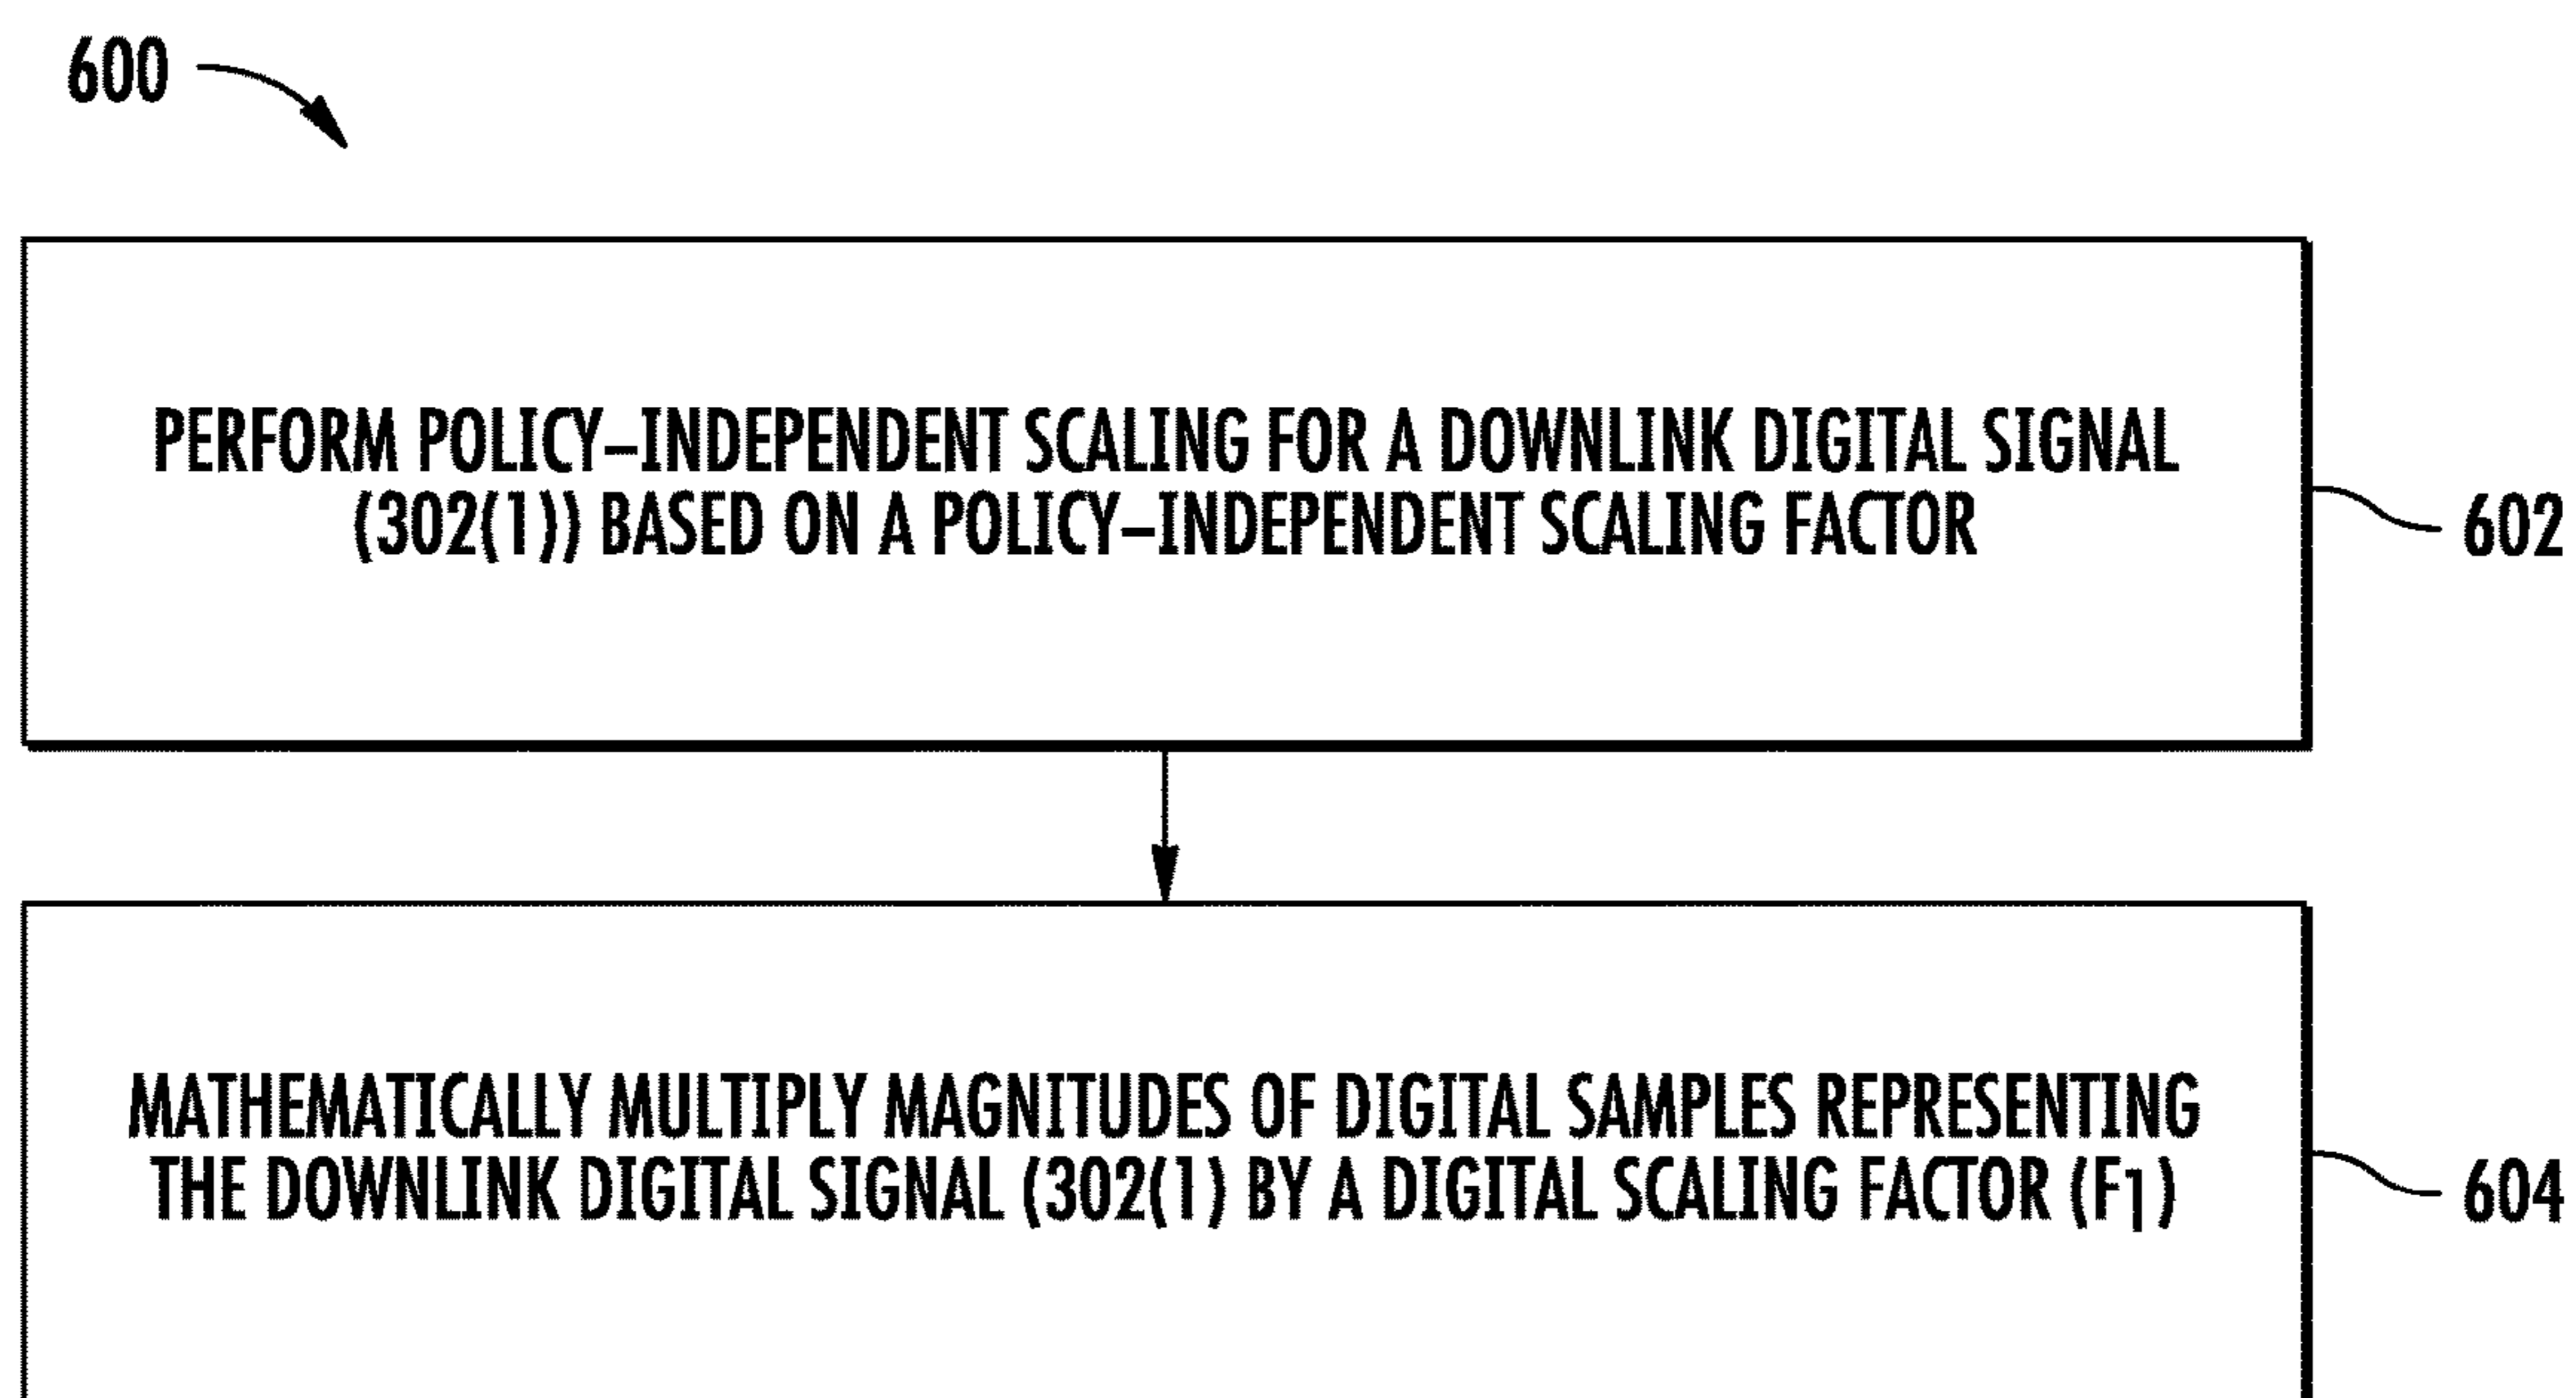 600
PERFORM POLICY–INDEPENDENT SCALING FOR A DOWNLINK DIGITAL SIGNAL
(302(1)) BASED ON A POLICY–INDEPENDENT SCALING FACTOR
602
MATHEMATICALLY MULTIPLY MAGNITUDES OF DIGITAL SAMPLES REPRESENTING
THE DOWNLINK DIGITAL SIGNAL (302(1) BY A DIGITAL SCALING FACTOR (F1)
604